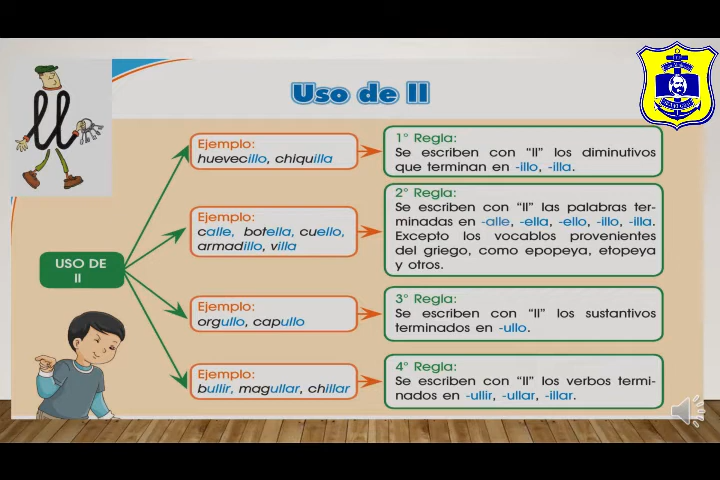 Uso de ll
Ejemplo:
huevecillo, chiquilla
1° Regla:
Se escriben con "ll" los diminutivos
que terminan en -illo, -illa.
Ejemplo:
calle, botella, cuello,
armadillo, villa
2° Regla:
Se escriben con "ll" las palabras ter-
minadas en -alle, -ella, -ello, -illo, -illa.
Excepto los vocablos provenientes
del griego, como epopeya, etopeya
y otros.
USO DE
ll
Ejemplo:
orgullo, capullo
3° Regla:
Se escriben con "ll" los sustantivos
terminados en -ullo.
Ejemplo:
bullir, magullar, chillar
4° Regla:
Se escriben con "ll" los verbos termi-
nados en -ullir, -ullar, -illar.